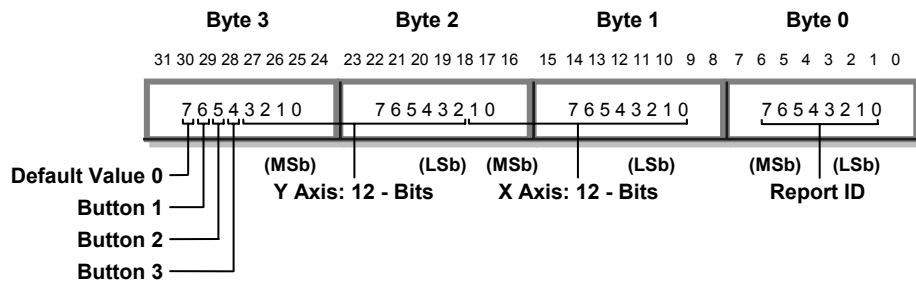 Byte 3 Byte 2 Byte 1 Byte 0
31 30 29 28 27 26 25 24 23 22 21 20 19 18 17 16 15 14 13 12 11 10 9 8 7 6 5 4 3 2 1 0
7 6 5 4 3 2 1 0 7 6 5 4 3 2 1 0 7 6 5 4 3 2 1 0 7 6 5 4 3 2 1 0
(MSb) (LSb) (MSb) (LSb) (MSb) (LSb)
Default Value 0 Y Axis: 12 - Bits X Axis: 12 - Bits Report ID
Button 1
Button 2
Button 3